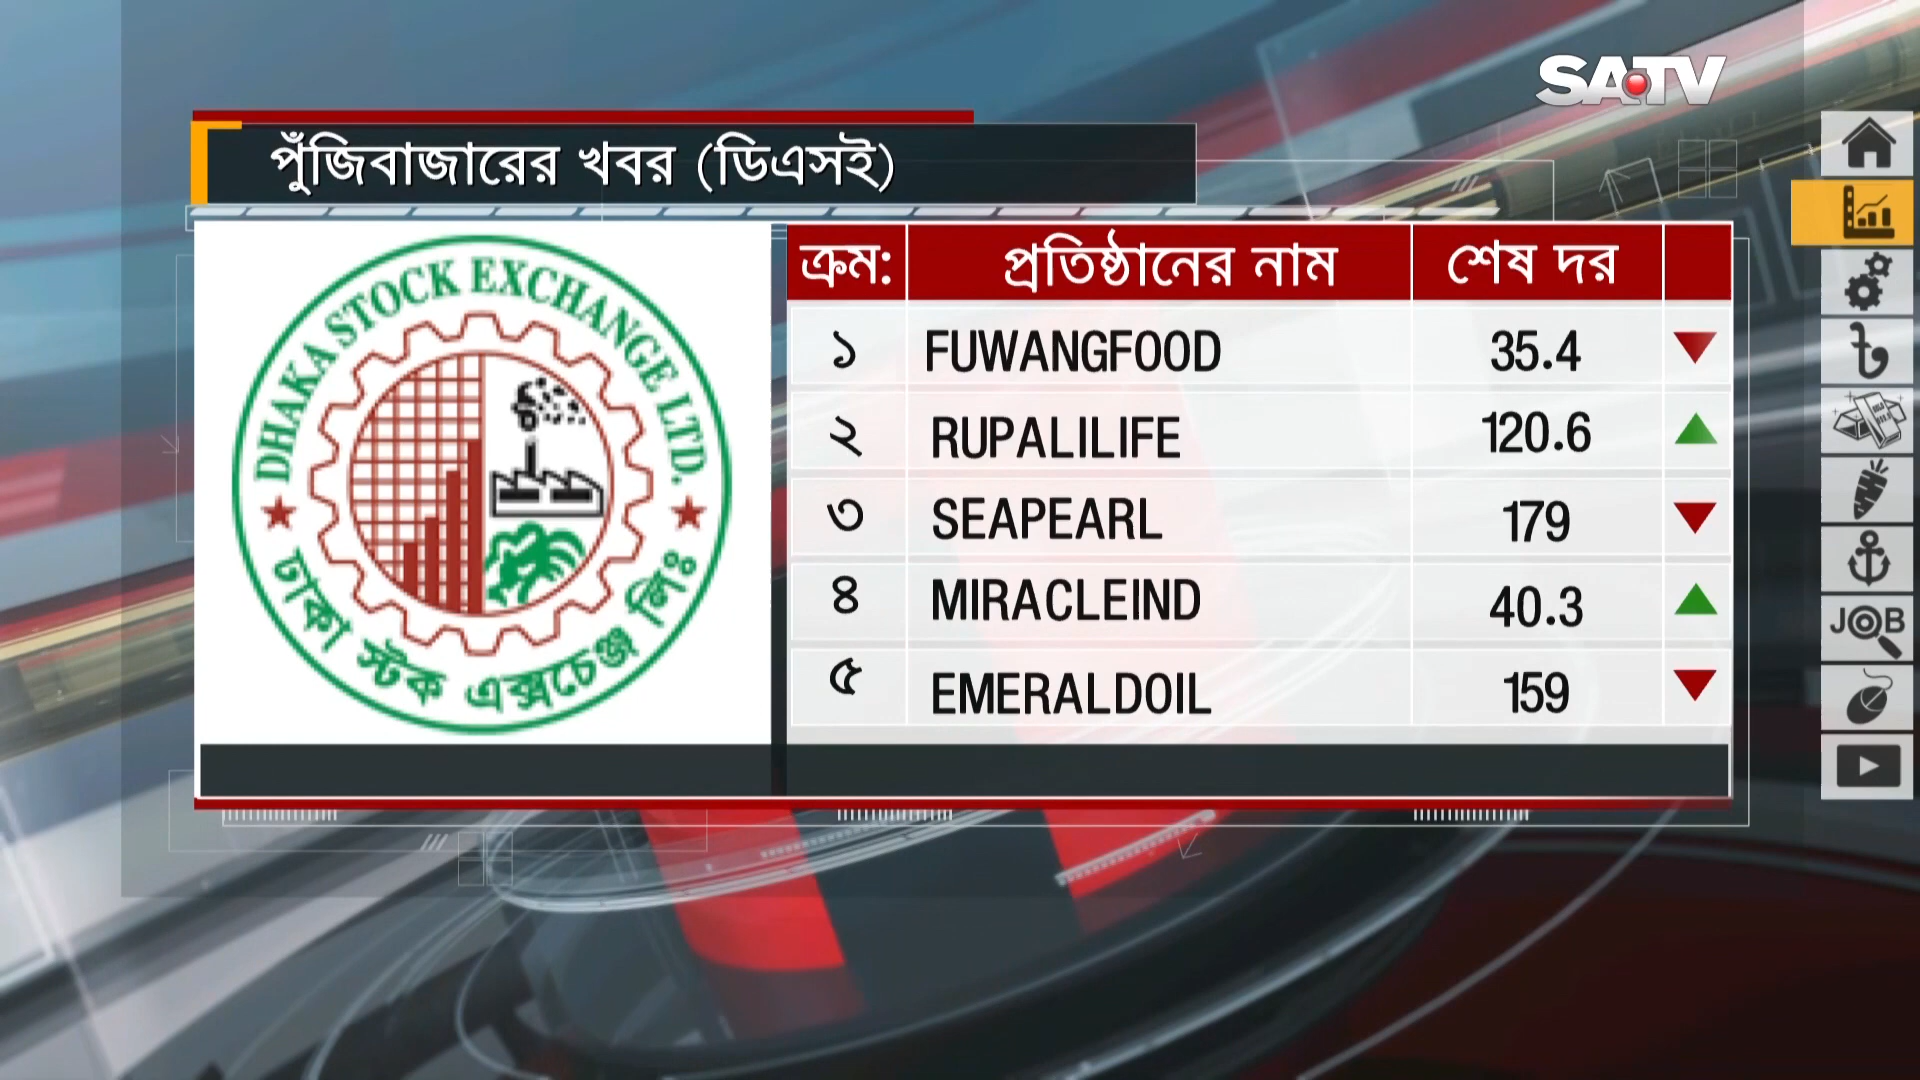 SATV
পুঁজিবাজারের খবর (ডিএসই)
DHAKA STOCK EXCHANGE LTD.
ঢাকা স্টক এক্সচেঞ্জ লিঃ
ক্রম: প্রতিষ্ঠানের নাম শেষ দর
১ FUWANGFOOD 35.4
২ RUPALILIFE 120.6
৩ SEAPEARL 179
৪ MIRACLEIND 40.3
৫ EMERALDOIL 159
৳
JOB